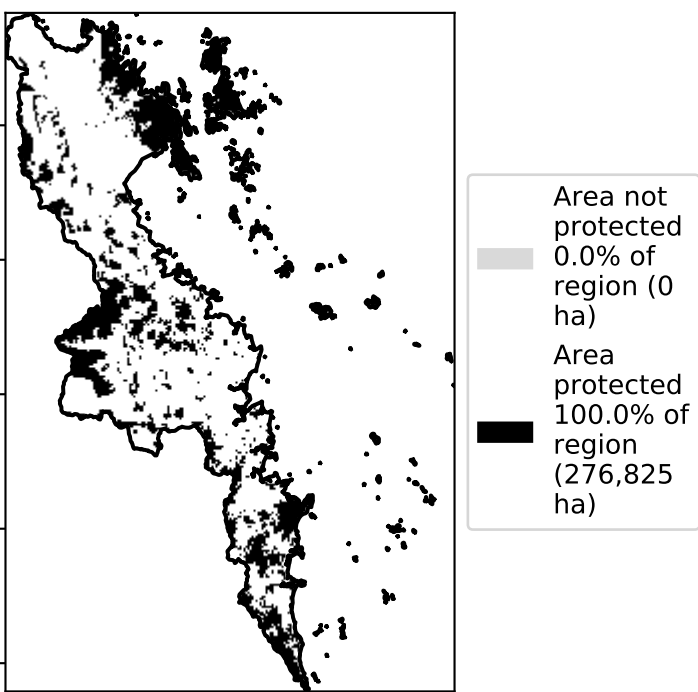 Area not
protected
0.0% of
region (0
ha)
Area
protected
100.0% of
region
(276,825
ha)